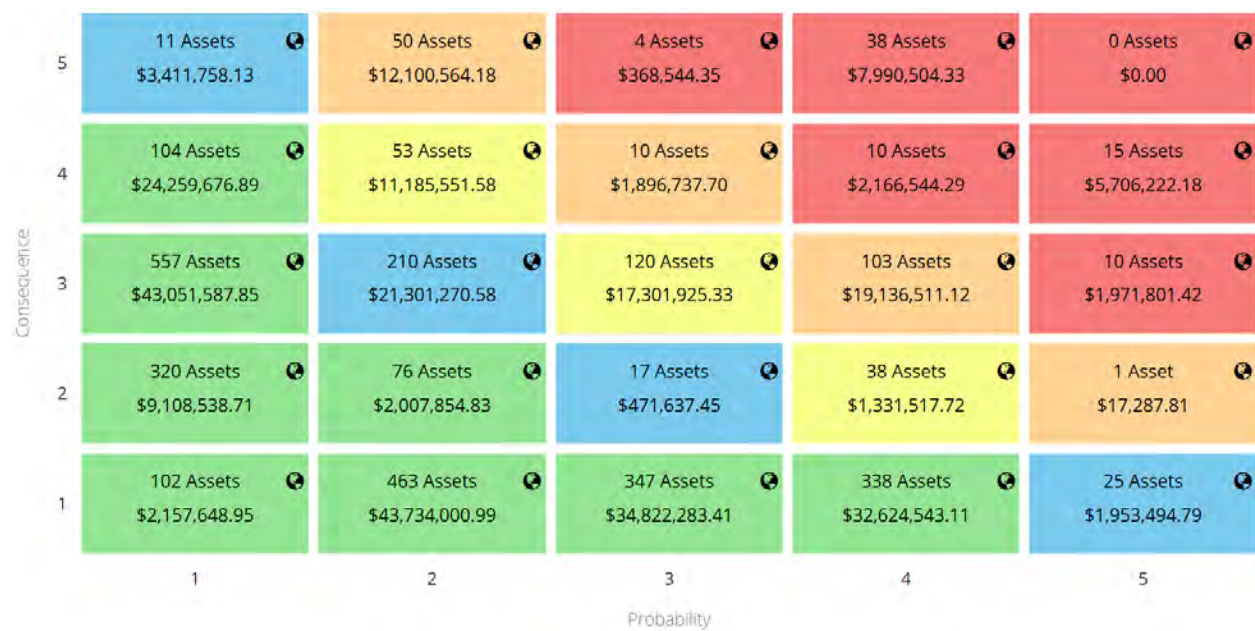 11 Assets
$3,411,758.13
50 Assets
$12,100,564.18
4 Assets
$368,544.35
38 Assets
$7,990,504.33
0 Assets
$0.00
5
104 Assets
$24,259,676.89
53 Assets
$11,185,551.58
10 Assets
$1,896,737.70
10 Assets
$2,166,544.29
15 Assets
$5,706,222.18
4
557 Assets
$43,051,587.85
210 Assets
$21,301,270.58
120 Assets
$17,301,925.33
103 Assets
$19,136,511.12
10 Assets
$1,971,801.42
3
Consequence
320 Assets
$9,108,538.71
76 Assets
$2,007,854.83
17 Assets
$471,637.45
38 Assets
$1,331,517.72
1 Asset
$17,287.81
2
102 Assets
$2,157,648.95
463 Assets
$43,734,000.99
347 Assets
$34,822,283.41
338 Assets
$32,624,543.11
25 Assets
$1,953,494.79
1
1 2 3 4 5
Probability